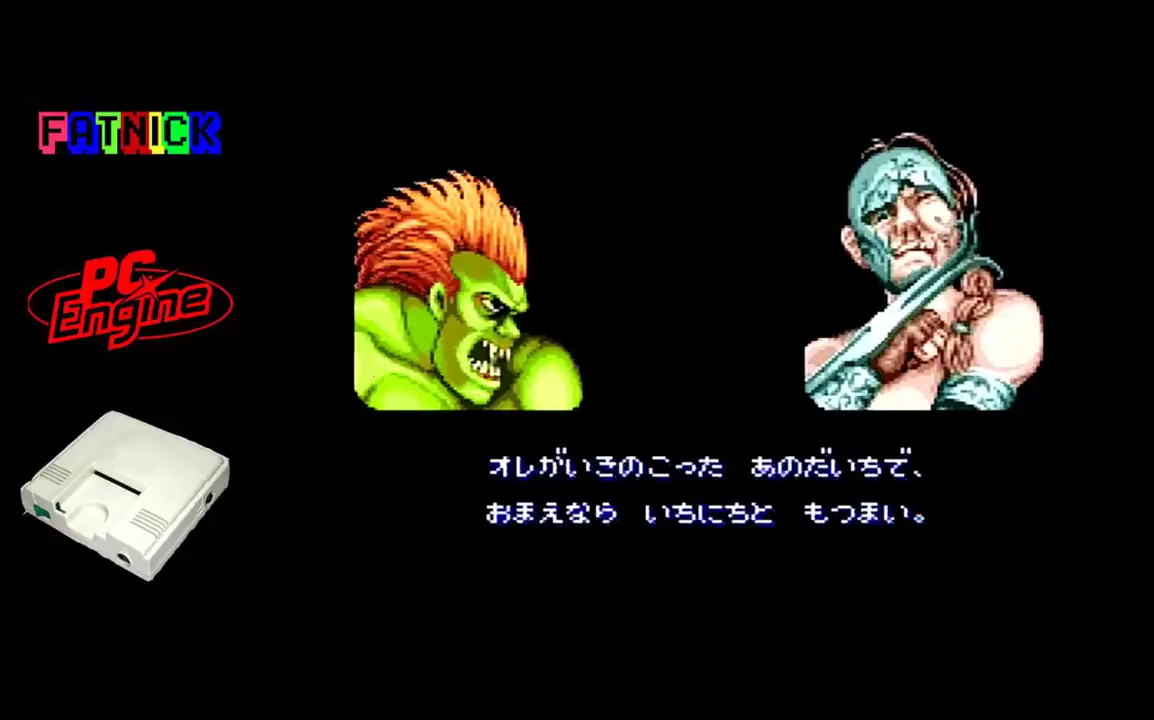 FATNICK
PC Engine
オレがいきのこった　あのだいちで、
おまえなら　いちにちと　もつまい。